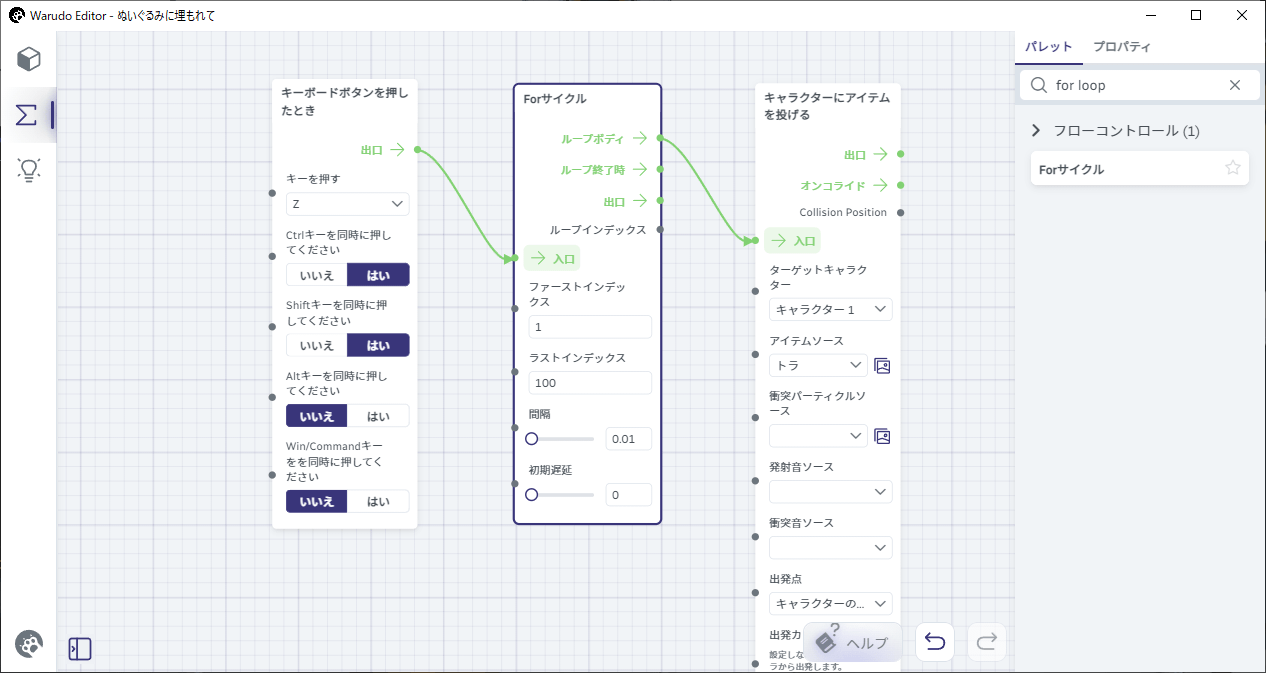 Warudo Editor - ぬいぐるみに埋もれて
キーボードボタンを押し
たとき
出口
キーを押す
Z
Ctrlキーを同時に押し
てください
いいえ
はい
Shiftキーを同時に押
してください
いいえ
はい
Altキーを同時に押し
てください
いいえ
はい
Win/Commandキー
をを同時に押してく
ださい
いいえ
はい
Forサイクル
ループボディ
ループ終了時
出口
ループインデックス
入口
ファーストインデッ
クス
1
ラストインデックス
100
間隔
0.01
初期遅延
0
キャラクターにアイテム
を投げる
出口
オンコライド
Collision Position
入口
ターゲットキャラク
ター
キャラクター 1
アイテムソース
トラ
衝突パーティクルソ
ース
発射音ソース
衝突音ソース
出発点
キャラクターの...
出発カ
設定しな
ラから出発します。
? ヘルプ
パレット
プロパティ
for loop
フローコントロール (1)
Forサイクル